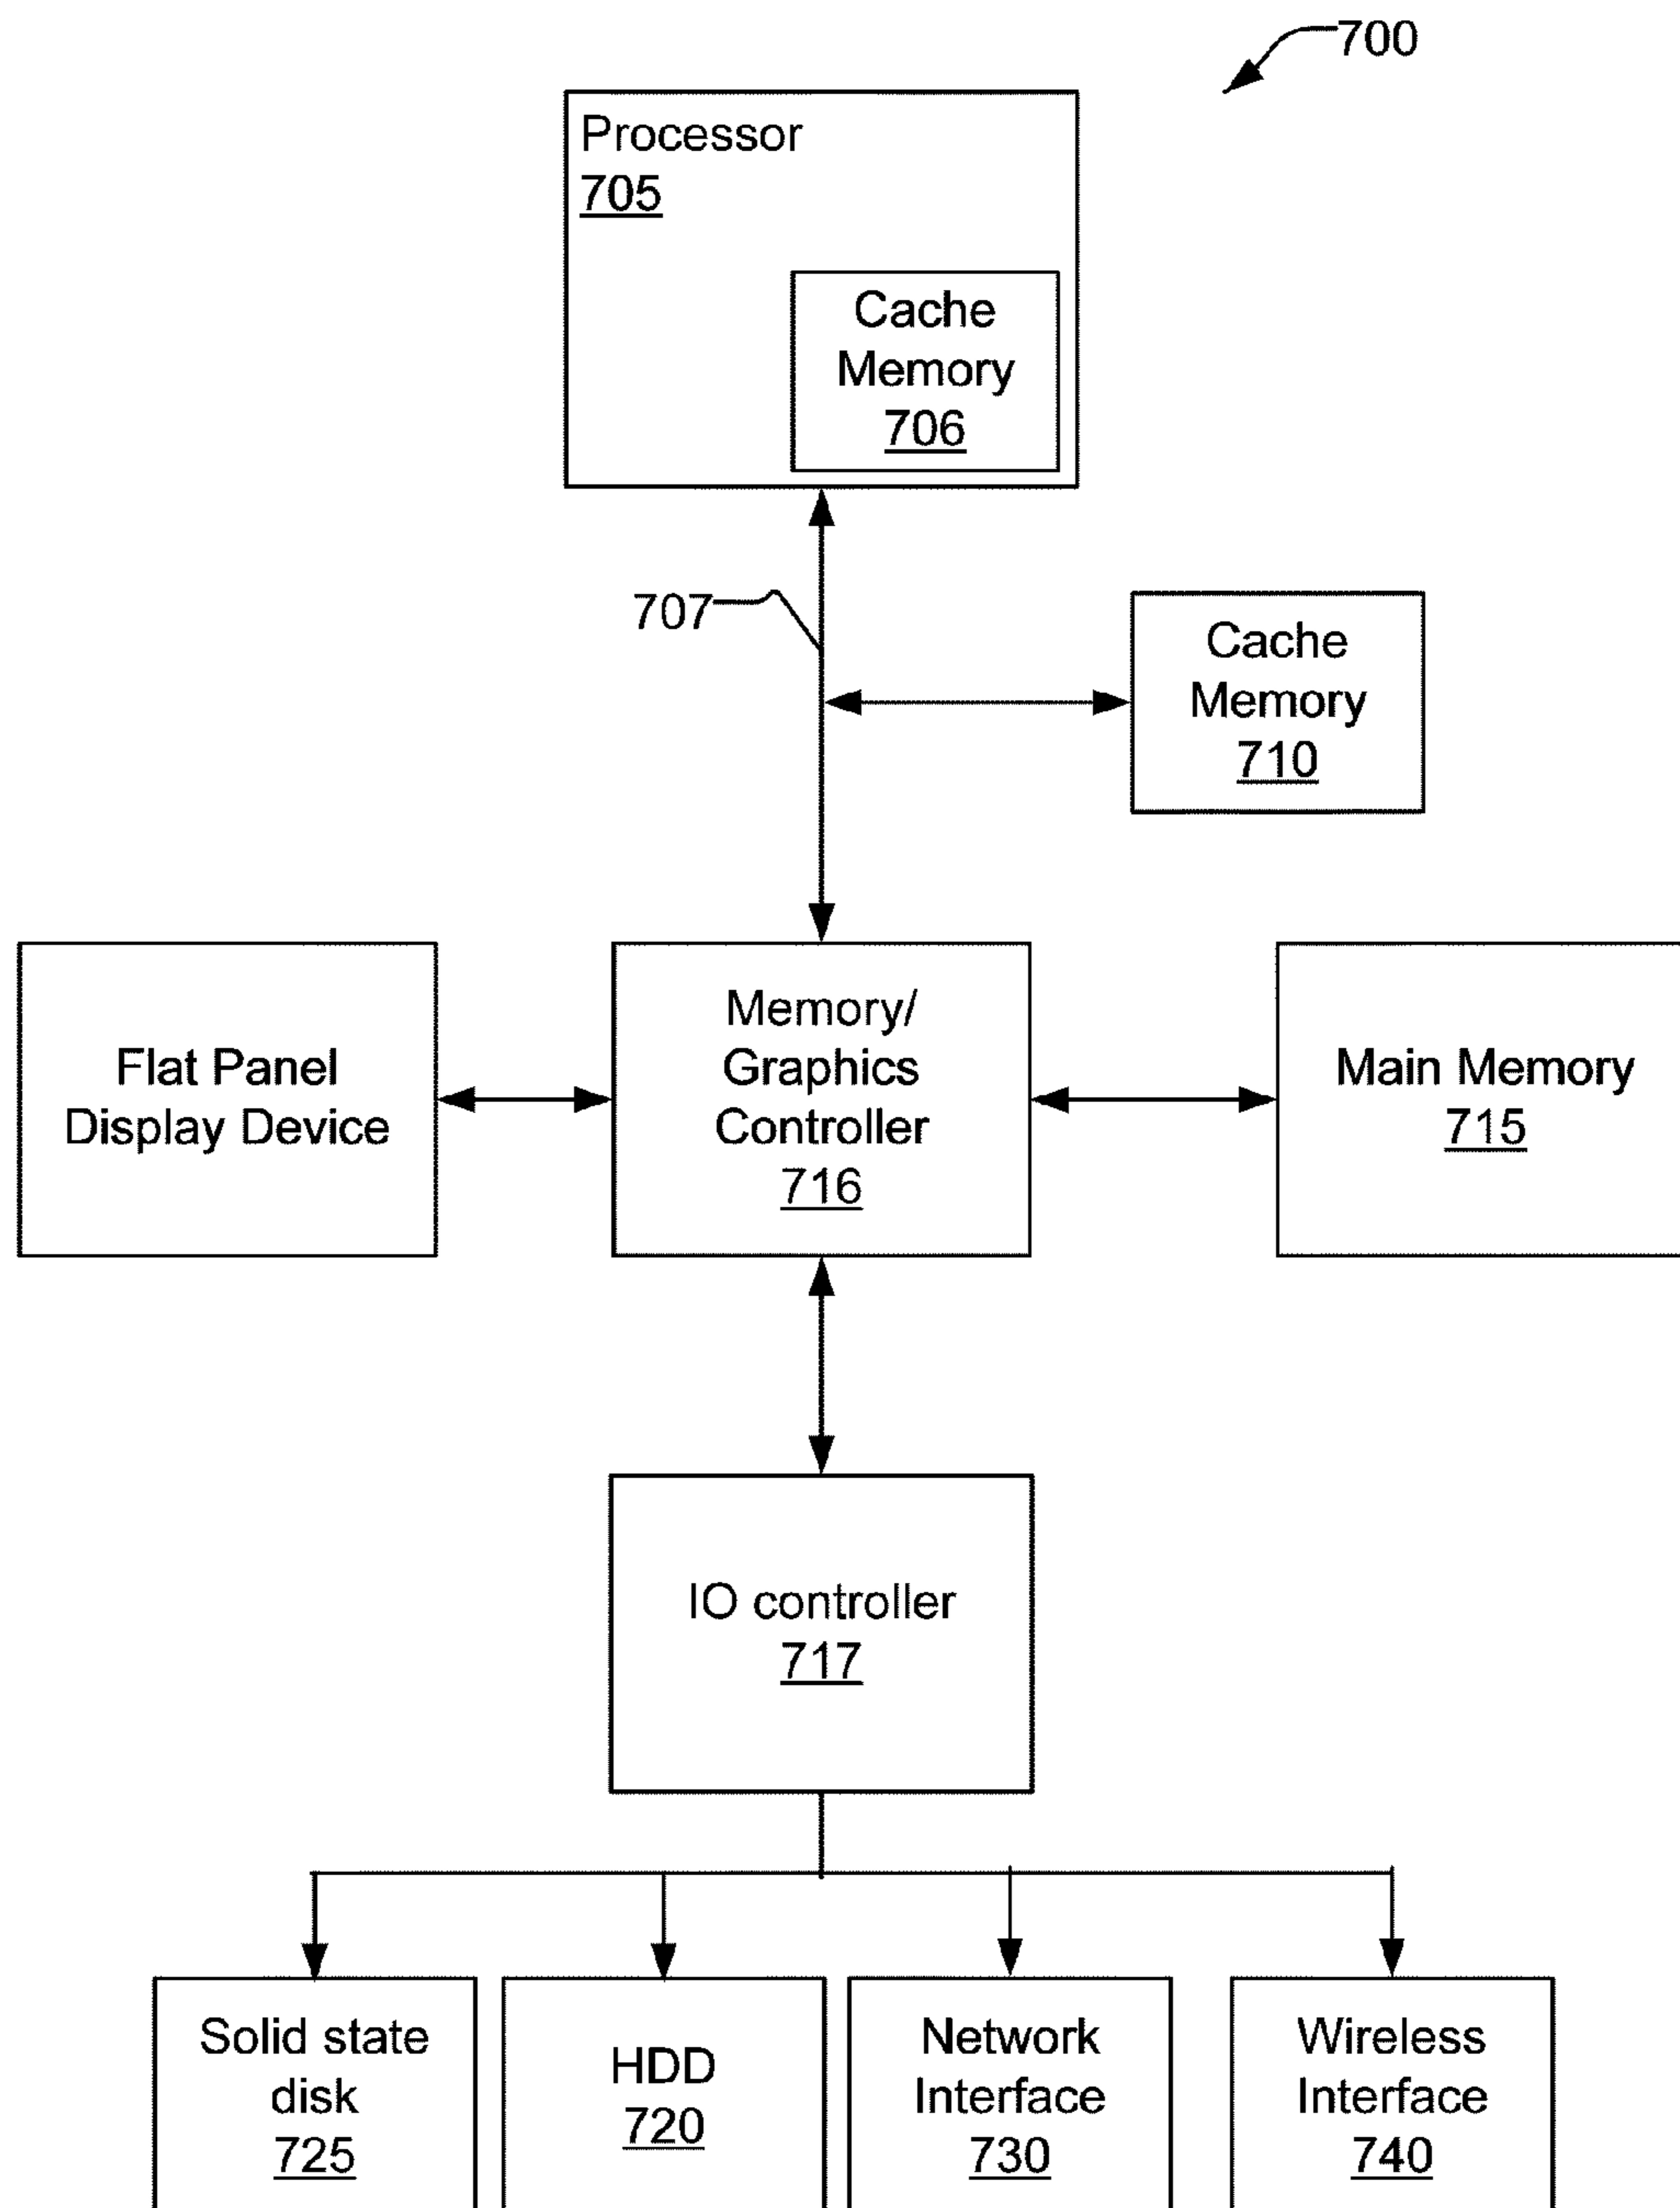 700
Processor
705
Cache
Memory
706
707
Cache
Memory
710
Flat Panel
Display Device
Memory/
Graphics
Controller
716
Main Memory
715
IO controller
717
Solid state
disk
725
HDD
720
Network
Interface
730
Wireless
Interface
740